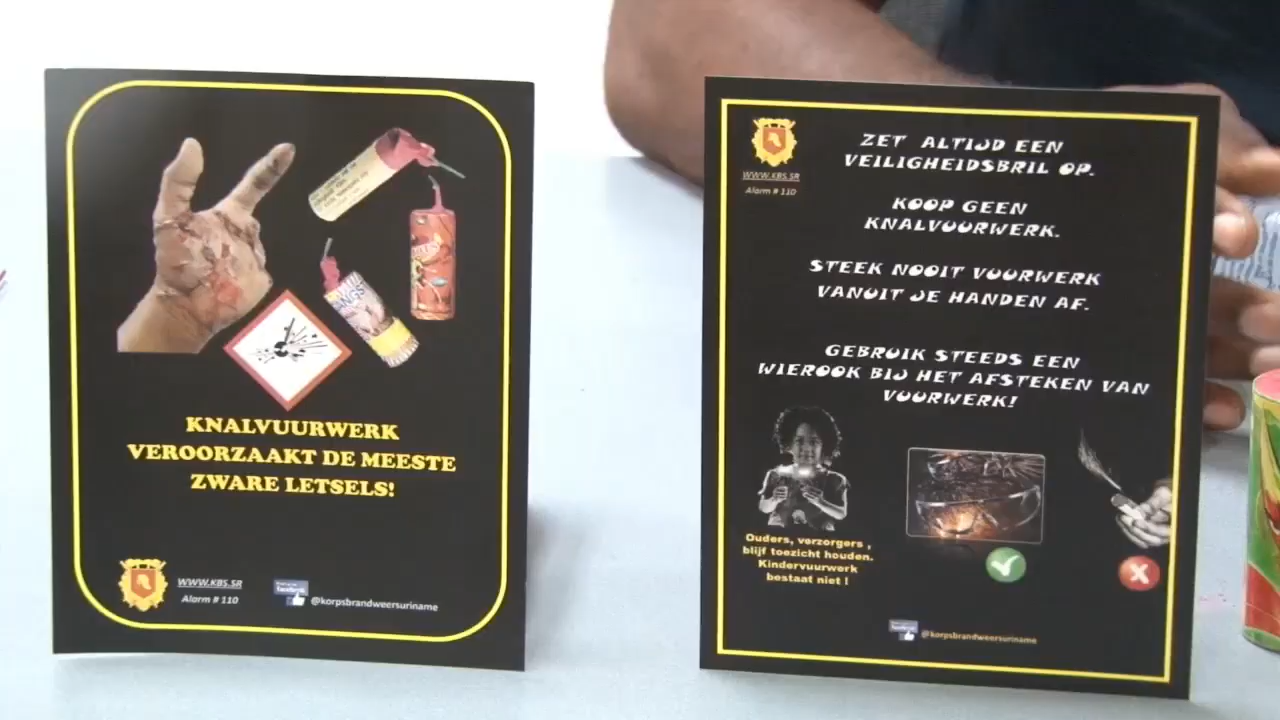 KNALVUURWERK
VEROORZAAKT DE MEESTE
ZWARE LETSELS!
WWW.KBS.SR
Alarm # 110
@korpsbrandweersuriname
WWW.KBS.SR
Alarm # 110
ZET ALTIJD EEN
VEILIGHEIDSBRIL OP.
KOOP GEEN
KNALVUURWERK.
STEEK NOOIT VUURWERK
VANUIT JE HANDEN AF.
GEBRUIK STEEDS EEN
WIEROOK BIJ HET AFSTEKEN VAN
VUURWERK!
Ouders, verzorgers ,
blijf toezicht houden.
Kindervuurwerk
bestaat niet !
@korpsbrandweersuriname